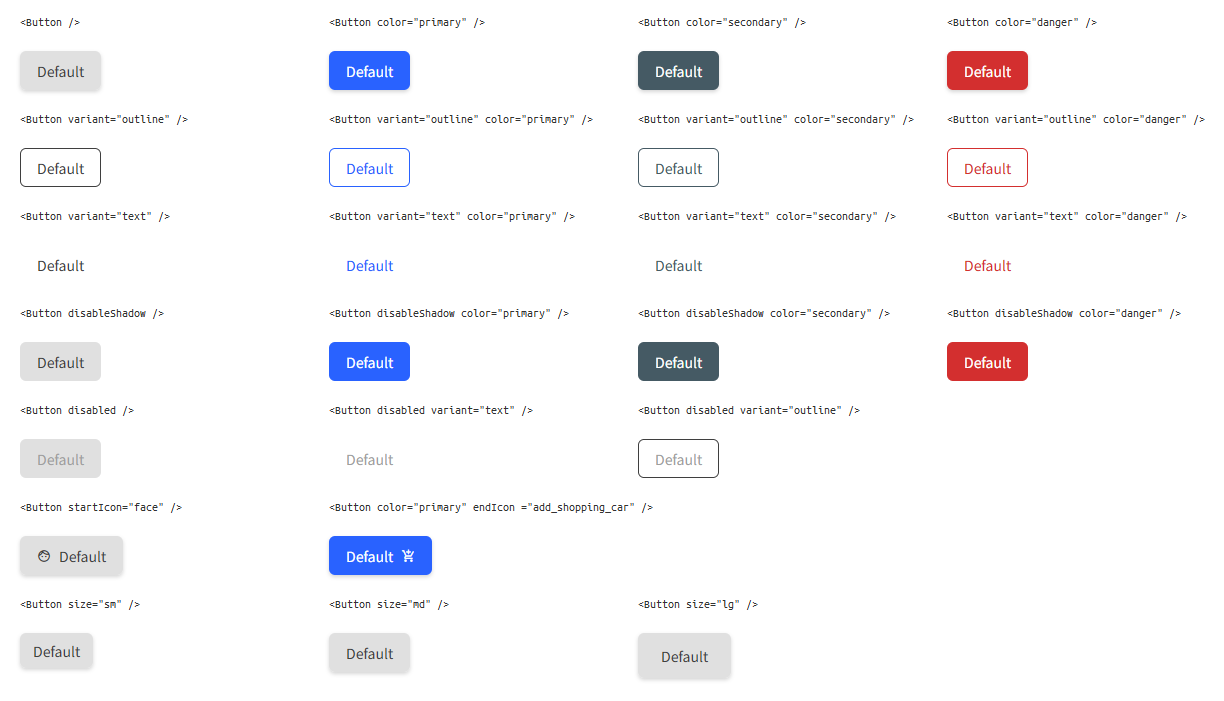 <Button />
<Button color="primary" />
<Button color="secondary" />
<Button color="danger" />
Default
Default
Default
Default
<Button variant="outline" />
<Button variant="outline" color="primary" />
<Button variant="outline" color="secondary" />
<Button variant="outline" color="danger" />
Default
Default
Default
Default
<Button variant="text" />
<Button variant="text" color="primary" />
<Button variant="text" color="secondary" />
<Button variant="text" color="danger" />
Default
Default
Default
Default
<Button disableShadow />
<Button disableShadow color="primary" />
<Button disableShadow color="secondary" />
<Button disableShadow color="danger" />
Default
Default
Default
Default
<Button disabled />
<Button disabled variant="text" />
<Button disabled variant="outline" />
Default
Default
Default
<Button startIcon="face" />
<Button color="primary" endIcon ="add_shopping_car" />
Default
Default
<Button size="sm" />
<Button size="md" />
<Button size="lg" />
Default
Default
Default